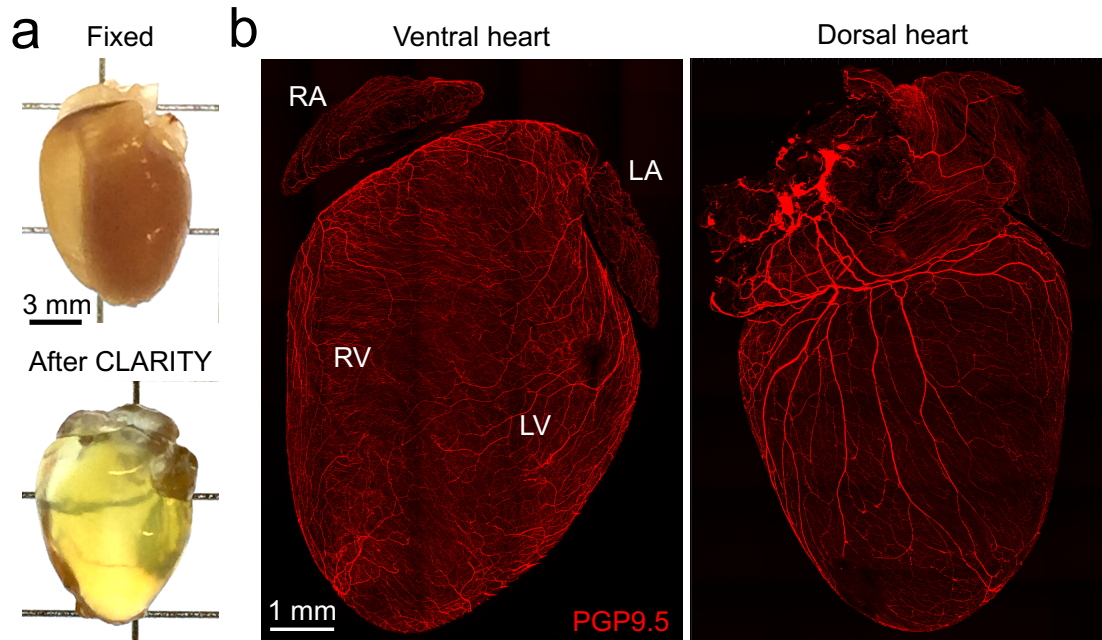 a
Fixed
3 mm
After CLARITY
b
Ventral heart
Dorsal heart
RA
LA
RV
LV
1 mm
PGP9.5